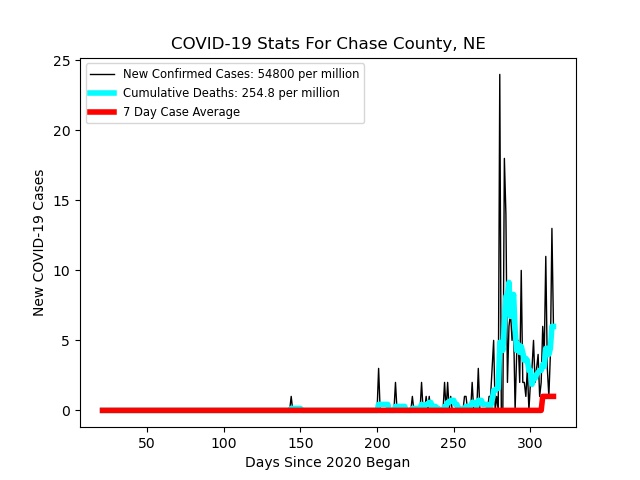 COVID-19 Stats For Chase County, NE
New Confirmed Cases: 54800 per million
Cumulative Deaths: 254.8 per million
7 Day Case Average
New COVID-19 Cases
25
20
15
10
5
0
50 100 150 200 250 300
Days Since 2020 Began